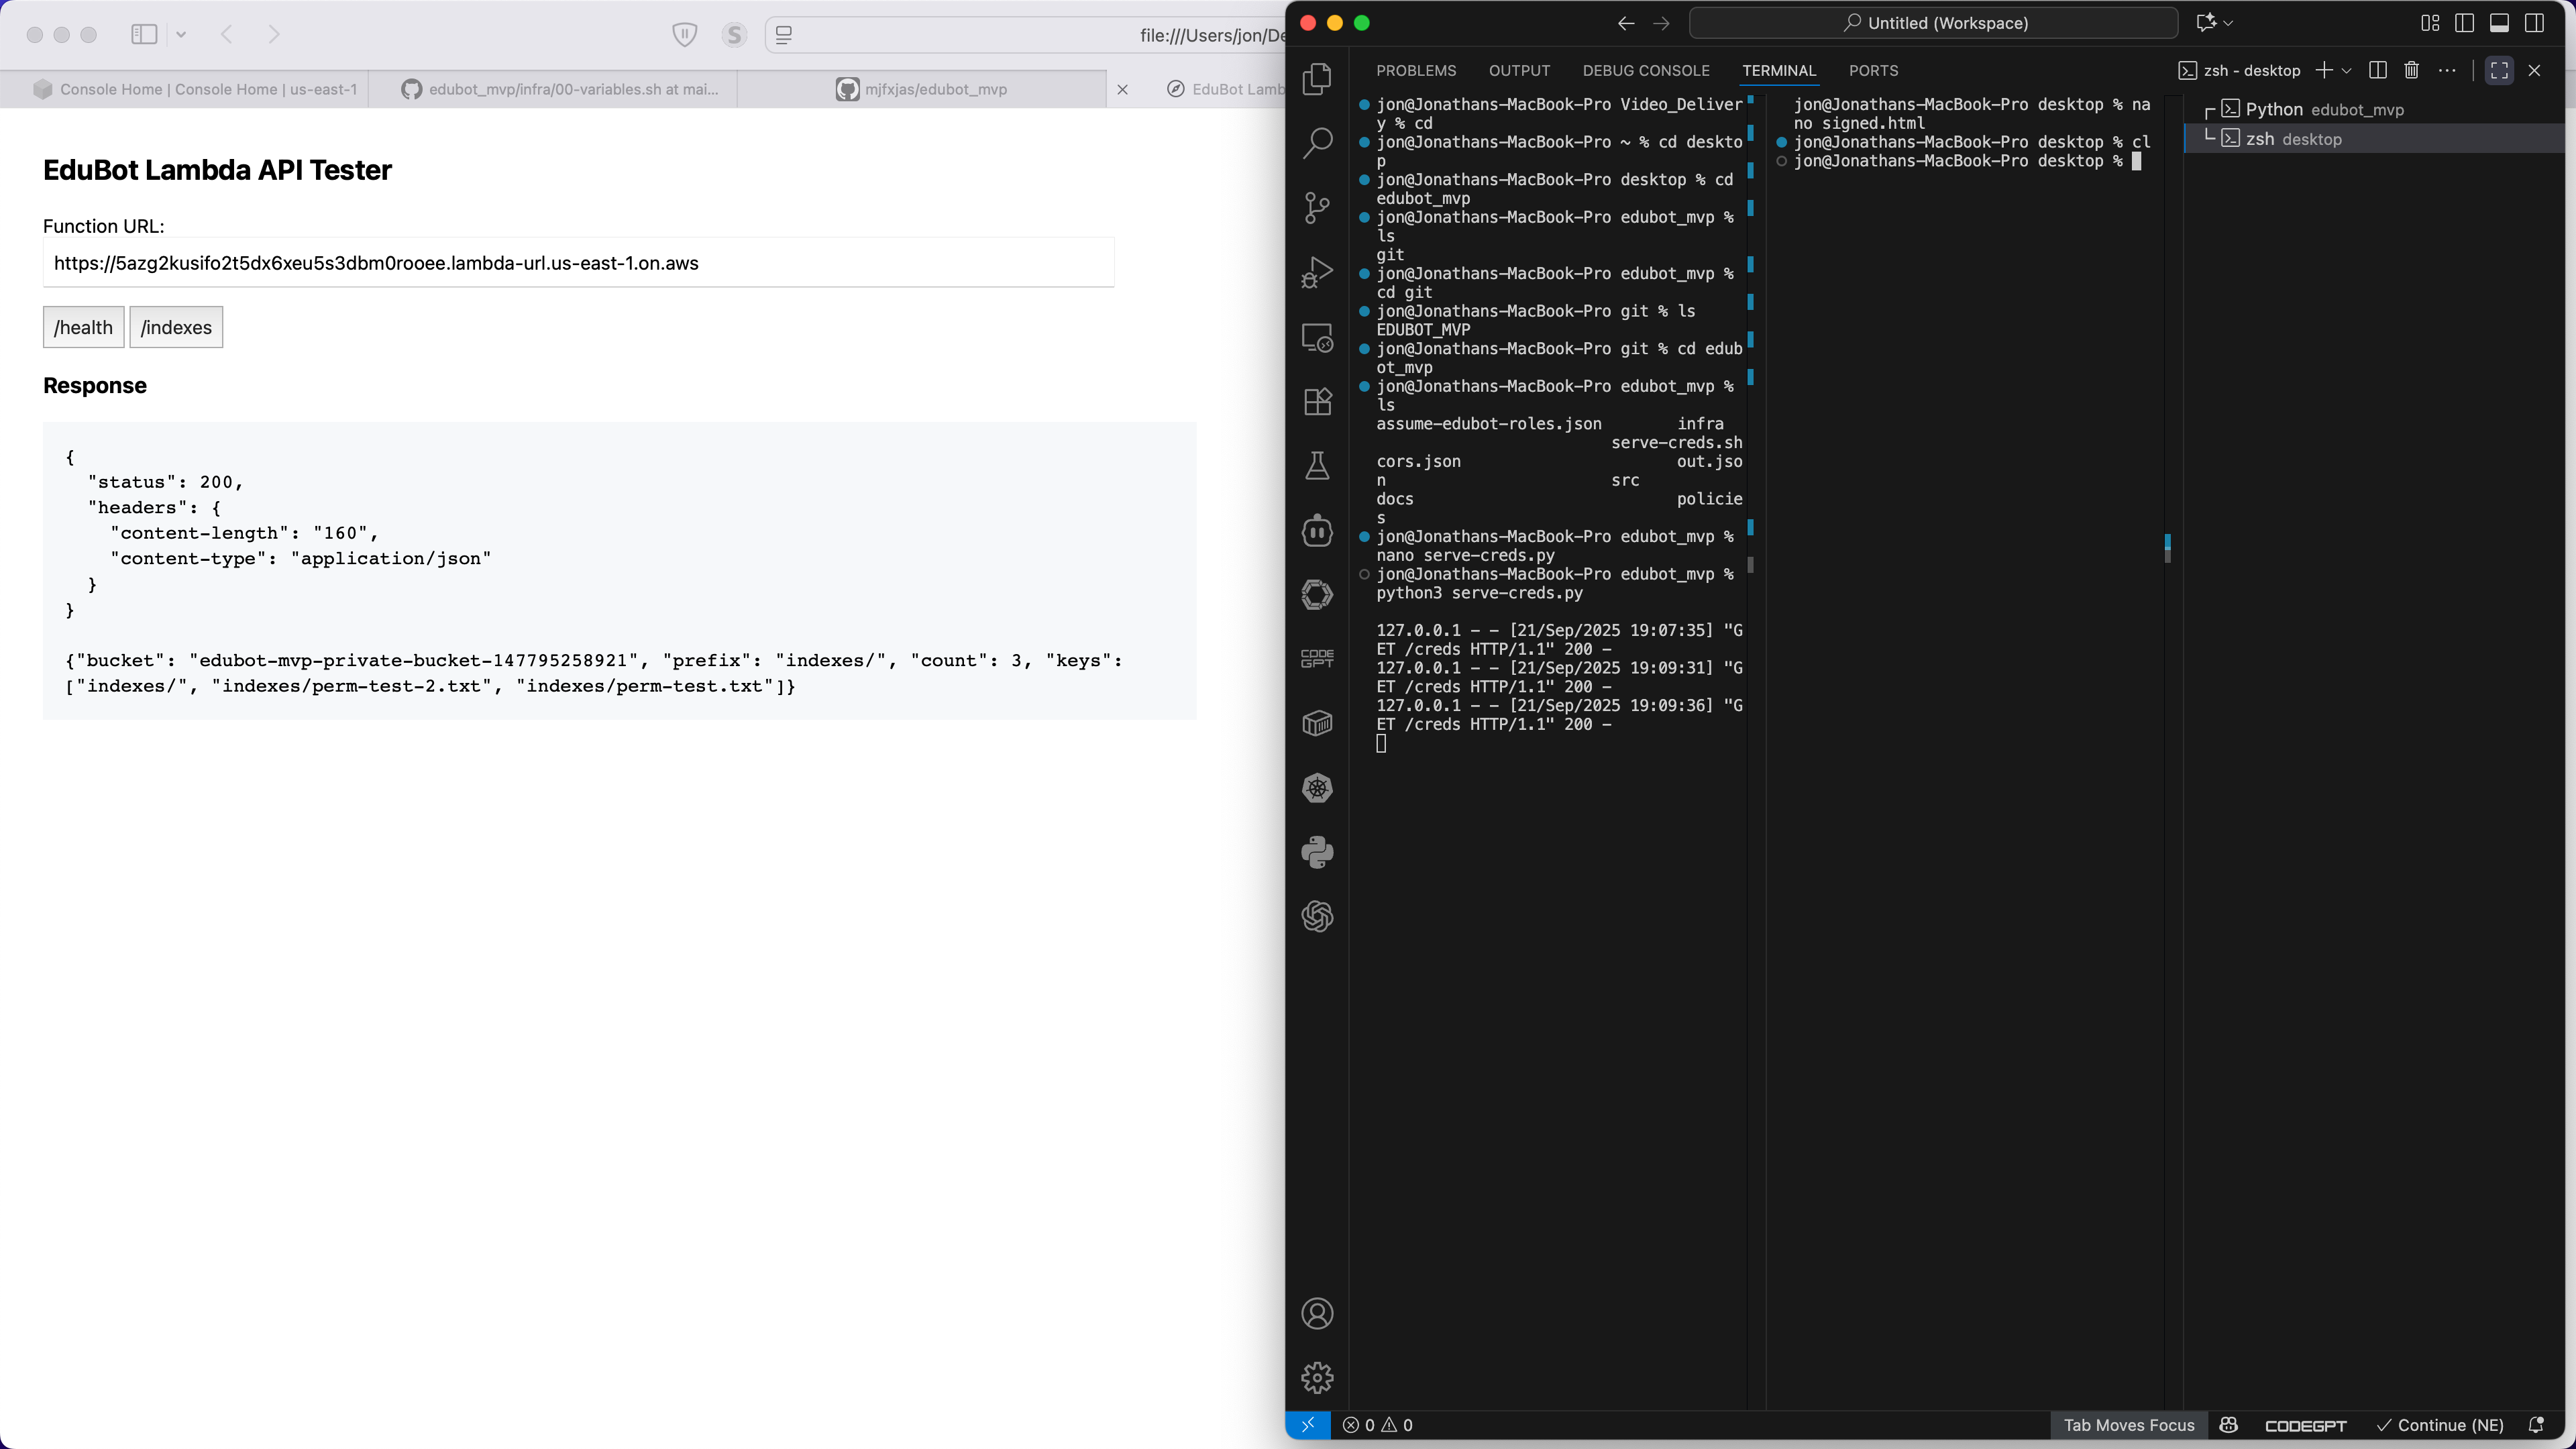 file:///Users/jon/De
Console Home | Console Home | us-east-1
edubot_mvp/infra/00-variables.sh at mai...
mjfxjas/edubot_mvp
EduBot Lamb
EduBot Lambda API Tester
Function URL:
https://5azg2kusifo2t5dx6xeu5s3dbm0rooee.lambda-url.us-east-1.on.aws
/health
/indexes
Response
{
"status": 200,
"headers": {
"content-length": "160",
"content-type": "application/json"
}
}
{"bucket": "edubot-mvp-private-bucket-147795258921", "prefix": "indexes/", "count": 3, "keys":
["indexes/", "indexes/perm-test-2.txt", "indexes/perm-test.txt"]}
Untitled (Workspace)
PROBLEMS OUTPUT DEBUG CONSOLE TERMINAL PORTS
zsh - desktop
jon@Jonathans-MacBook-Pro Video_Deliver
y % cd
jon@Jonathans-MacBook-Pro ~ % cd deskto
p
jon@Jonathans-MacBook-Pro desktop % cd
edubot_mvp
jon@Jonathans-MacBook-Pro edubot_mvp %
ls
git
jon@Jonathans-MacBook-Pro edubot_mvp %
cd git
jon@Jonathans-MacBook-Pro git % ls
EDUBOT_MVP
jon@Jonathans-MacBook-Pro git % cd edub
ot_mvp
jon@Jonathans-MacBook-Pro edubot_mvp %
ls
assume-edubot-roles.json infra
serve-creds.sh
cors.json out.jso
n src
docs policie
s
jon@Jonathans-MacBook-Pro edubot_mvp %
nano serve-creds.py
jon@Jonathans-MacBook-Pro edubot_mvp %
python3 serve-creds.py
127.0.0.1 - - [21/Sep/2025 19:07:35] "G
ET /creds HTTP/1.1" 200 -
127.0.0.1 - - [21/Sep/2025 19:09:31] "G
ET /creds HTTP/1.1" 200 -
127.0.0.1 - - [21/Sep/2025 19:09:36] "G
ET /creds HTTP/1.1" 200 -
jon@Jonathans-MacBook-Pro desktop % na
no signed.html
jon@Jonathans-MacBook-Pro desktop % cl
jon@Jonathans-MacBook-Pro desktop %
Python edubot_mvp
zsh desktop
CODE
GPT
0 0
Tab Moves Focus
CODEGPT
Continue (NE)